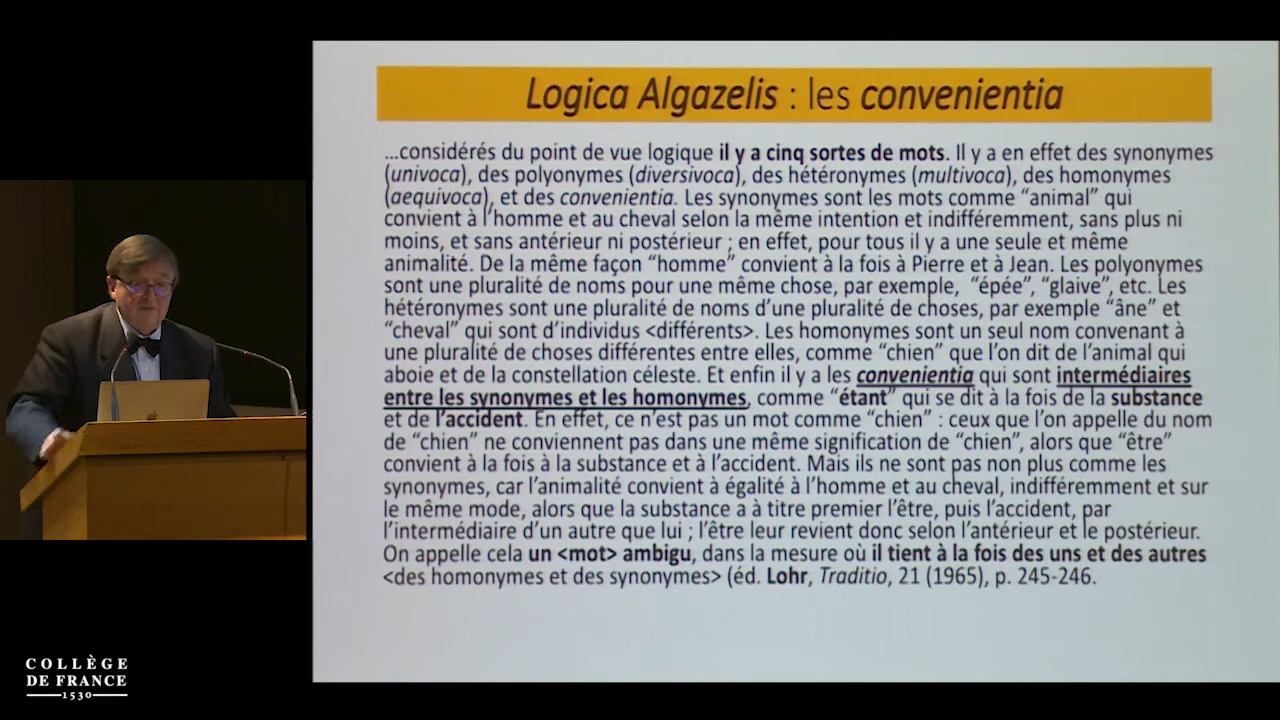 Logica Algazelis : les convenientia
...considérés du point de vue logique il y a cinq sortes de mots. Il y a en effet des synonymes
(univoca), des polyonymes (diversivoca), des hétéronymes (multivoca), des homonymes
(aequivoca), et des convenientia. Les synonymes sont les mots comme “animal” qui
convient à l’homme et au cheval selon la même intention et indifféremment, sans plus ni
moins, et sans antérieur ni postérieur ; en effet, pour tous il y a une seule et même
animalité. De la même façon “homme” convient à la fois à Pierre et à Jean. Les polyonymes
sont une pluralité de noms pour une même chose, par exemple, “épée”, “glaive”, etc. Les
hétéronymes sont une pluralité de noms d’une pluralité de choses, par exemple “âne” et
“cheval” qui sont d’individus <différents>. Les homonymes sont un seul nom convenant à
une pluralité de choses différentes entre elles, comme “chien” que l’on dit de l’animal qui
aboie et de la constellation céleste. Et enfin il y a les convenientia qui sont intermédiaires
entre les synonymes et les homonymes, comme “étant” qui se dit à la fois de la substance
et de l’accident. En effet, ce n’est pas un mot comme “chien” : ceux que l’on appelle du nom
de “chien” ne conviennent pas dans une même signification de “chien”, alors que “être”
convient à la fois à la substance et à l’accident. Mais ils ne sont pas non plus comme les
synonymes, car l’animalité convient à égalité à l’homme et au cheval, indifféremment et sur
le même mode, alors que la substance a à titre premier l’être, puis l’accident, par
l’intermédiaire d’un autre que lui ; l’être leur revient donc selon l’antérieur et le postérieur.
On appelle cela un <mot> ambigu, dans la mesure où il tient à la fois des uns et des autres
<des homonymes et des synonymes> (éd. Lohr, Traditio, 21 (1965), p. 245-246.
COLLÈGE
DE FRANCE
1530